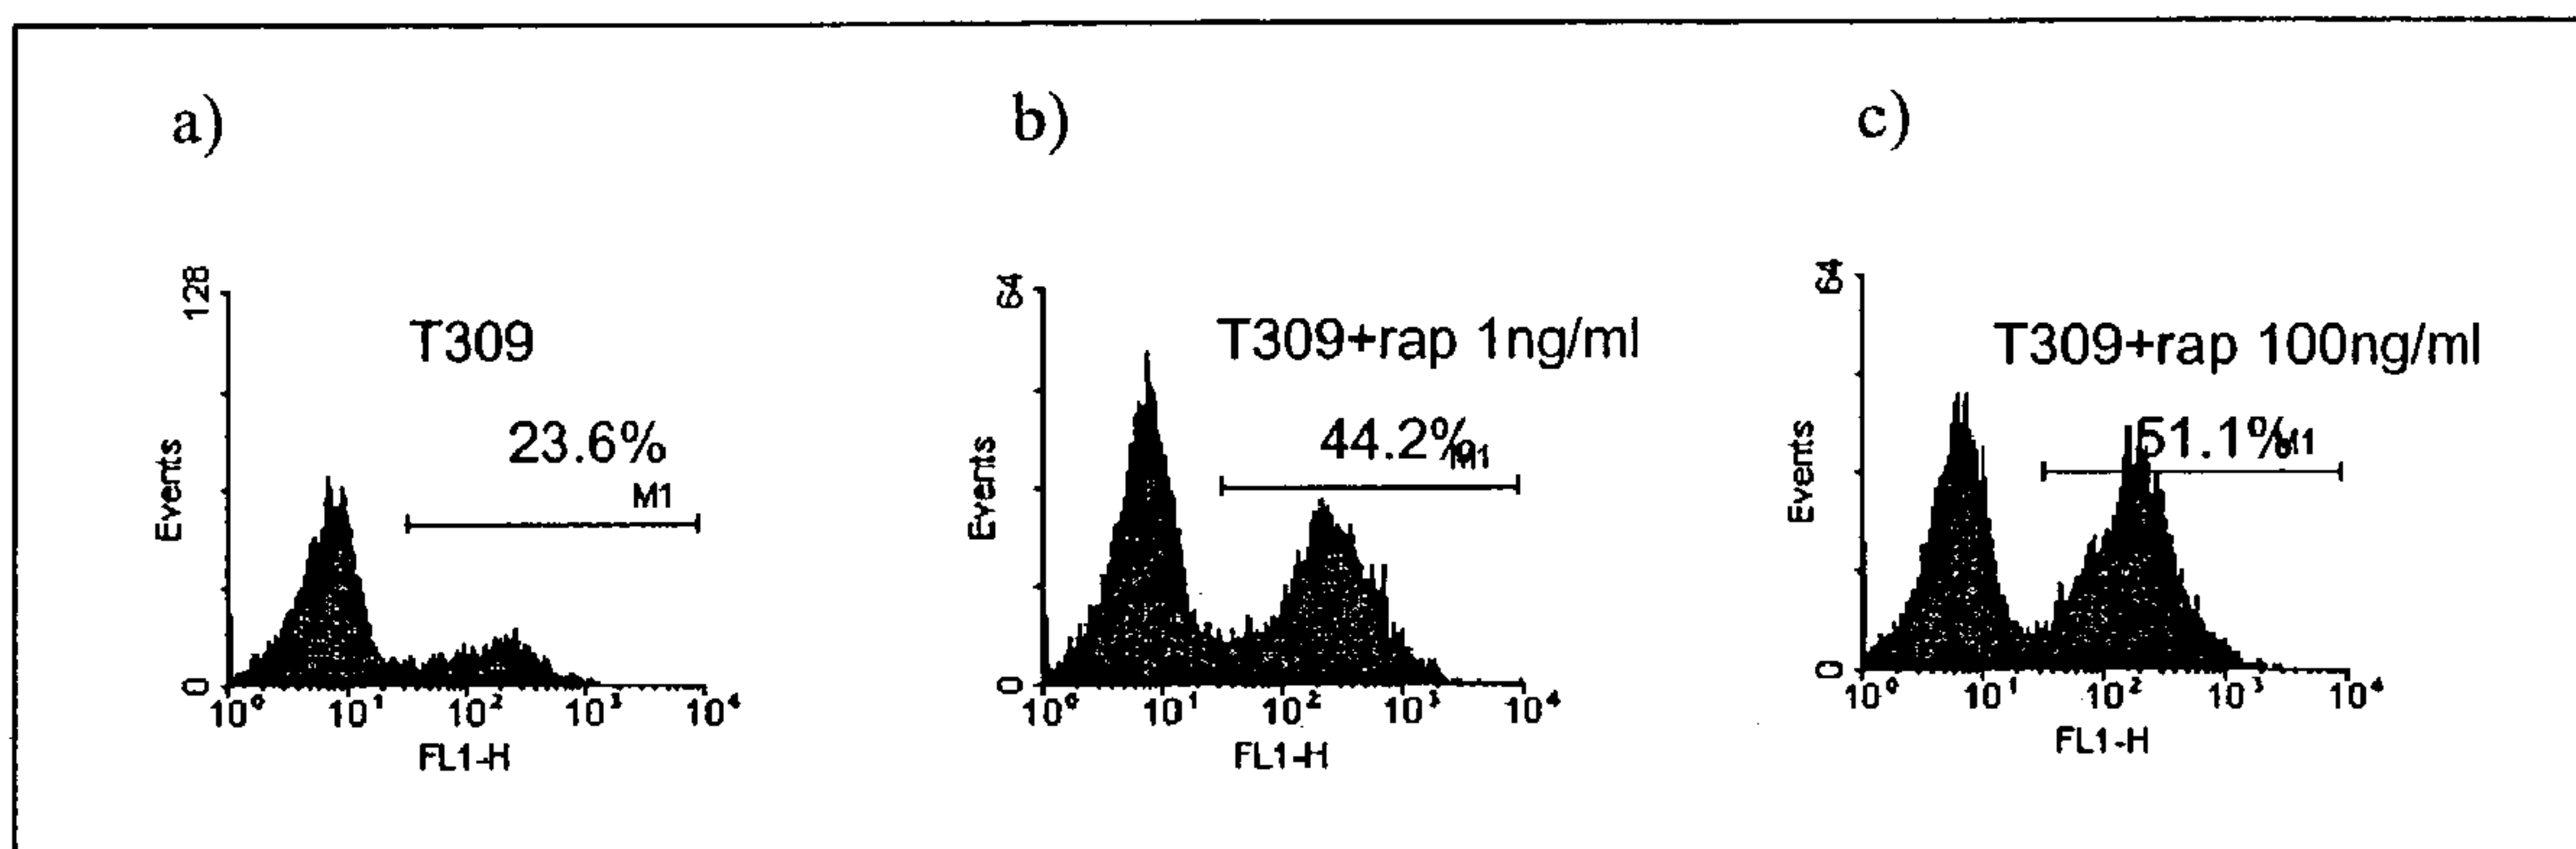 a)
b)
c)
128
Events
0
T309
23.6%
M1
10⁰ 10¹ 10² 10³ 10⁴
FL1-H
64
Events
0
T309+rap 1ng/ml
44.2%
M1
10⁰ 10¹ 10² 10³ 10⁴
FL1-H
64
Events
0
T309+rap 100ng/ml
51.1%
M1
10⁰ 10¹ 10² 10³ 10⁴
FL1-H